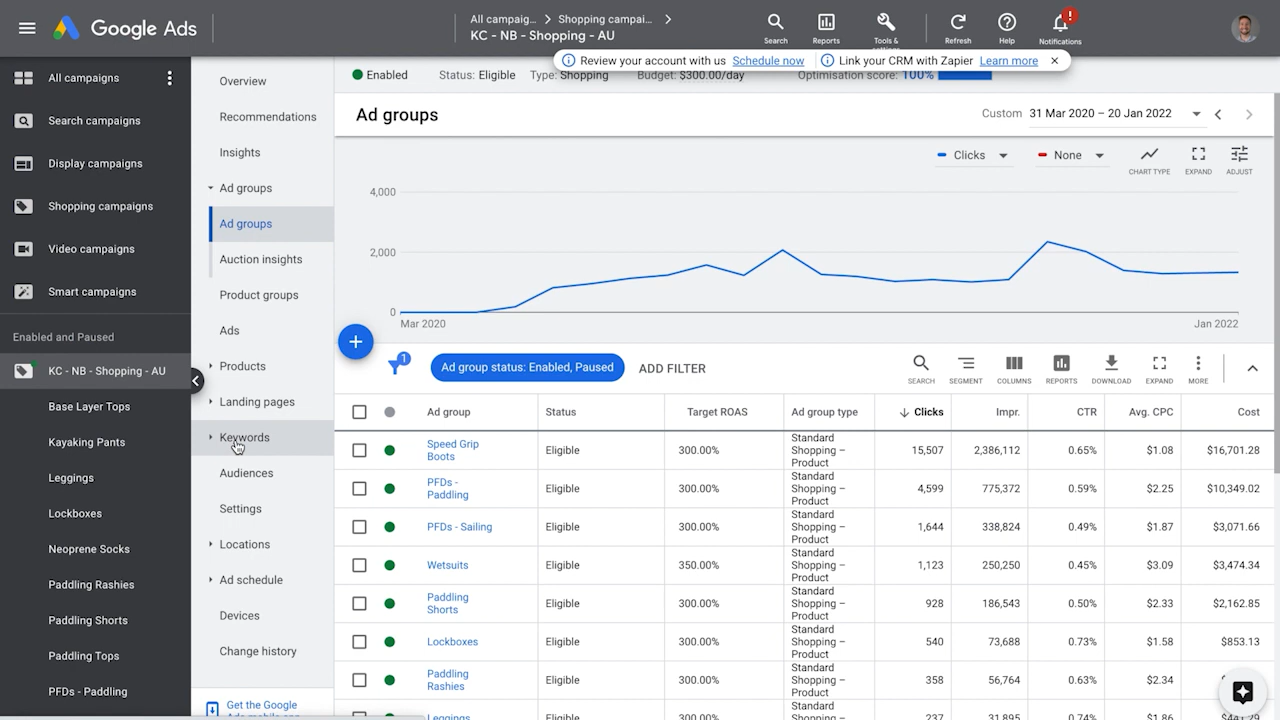 Google Ads
All campaig... > Shopping campai... >
KC - NB - Shopping - AU
Search
Reports
Tools &
Refresh
Help
Notifications
!
Review your account with us Schedule now
Link your CRM with Zapier Learn more
Enabled Status: Eligible Type: Shopping Budget: $300.00/day Optimisation score: 100%
All campaigns
Search campaigns
Display campaigns
Shopping campaigns
Video campaigns
Smart campaigns
Enabled and Paused
KC - NB - Shopping - AU
Base Layer Tops
Kayaking Pants
Leggings
Lockboxes
Neoprene Socks
Paddling Rashies
Paddling Shorts
Paddling Tops
PFDs - Paddling
Overview
Recommendations
Insights
Ad groups
Ad groups
Auction insights
Product groups
Ads
Products
Landing pages
Keywords
Audiences
Settings
Locations
Ad schedule
Devices
Change history
Get the Google
Ad groups
Custom 31 Mar 2020 – 20 Jan 2022
Clicks
None
CHART TYPE
EXPAND
ADJUST
4,000
2,000
0
Mar 2020
Jan 2022
1
Ad group status: Enabled, Paused
ADD FILTER
SEARCH
SEGMENT
COLUMNS
REPORTS
DOWNLOAD
EXPAND
MORE
Ad group Status Target ROAS Ad group type Clicks Impr. CTR Avg. CPC Cost
Speed Grip Boots Eligible 300.00% Standard Shopping – Product 15,507 2,386,112 0.65% $1.08 $16,701.28
PFDs - Paddling Eligible 300.00% Standard Shopping – Product 4,599 775,372 0.59% $2.25 $10,349.02
PFDs - Sailing Eligible 300.00% Standard Shopping – Product 1,644 338,824 0.49% $1.87 $3,071.66
Wetsuits Eligible 350.00% Standard Shopping – Product 1,123 250,250 0.45% $3.09 $3,474.34
Paddling Shorts Eligible 300.00% Standard Shopping – Product 928 186,543 0.50% $2.33 $2,162.85
Lockboxes Eligible 300.00% Standard Shopping – Product 540 73,688 0.73% $1.58 $853.13
Paddling Rashies Eligible 300.00% Standard Shopping – Product 358 56,764 0.63% $2.34
Leggings 300.00% Standard 237 31,895 0.74% $1.86